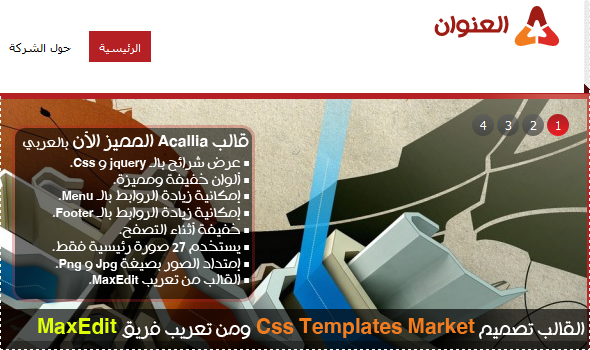 العنوان
الرئيسية
حول الشركة
1 2 3 4
قالب Acallia المميز الأن بالعربي
عرض شرائح بالـ jquery و Css.
ألوان خفيفة ومميزة.
إمكانية زيادة الروابط بالـ Menu.
إمكانية زيادة الروابط بالـ Footer.
خفيفة أثناء التصفح.
يستخدم 27 صورة رئيسية فقط.
إمتداد الصور بصيغة Jpg و Png.
القالب من تعريب MaxEdit.
القالب تصميم Css Templates Market ومن تعريب فريق MaxEdit